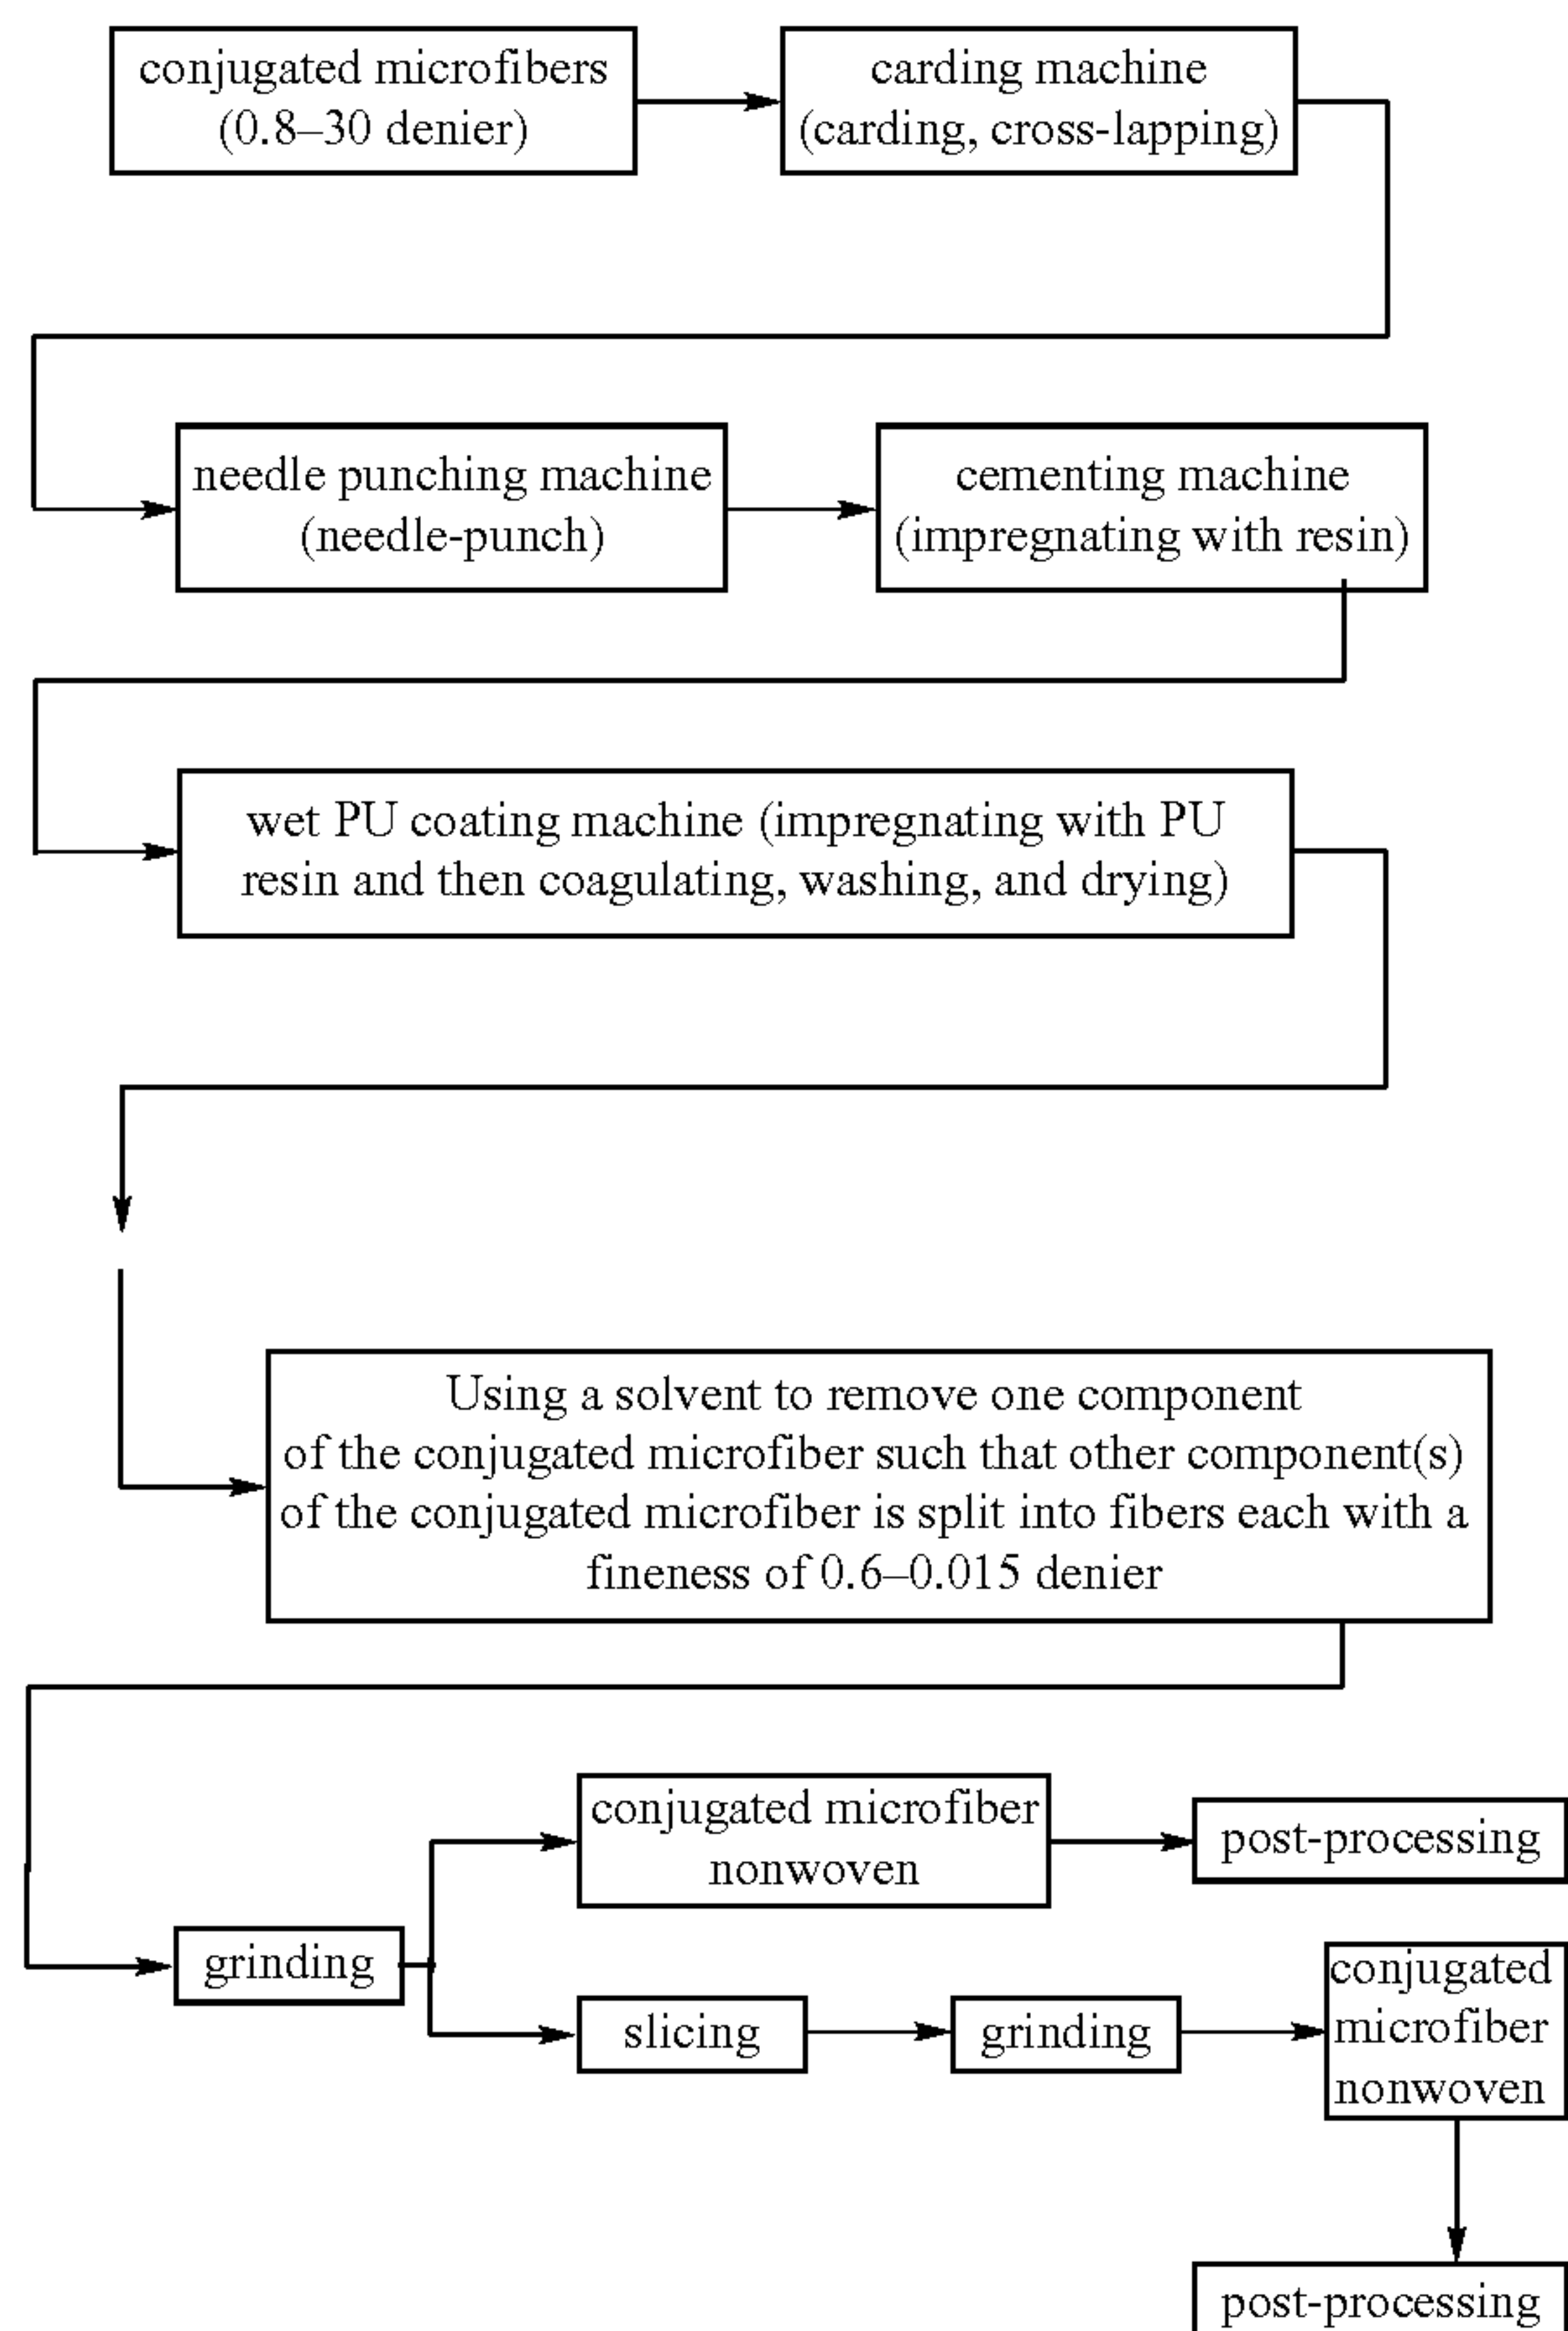 conjugated microfibers
(0.8–30 denier)
carding machine
(carding, cross-lapping)
needle punching machine
(needle-punch)
cementing machine
(impregnating with resin)
wet PU coating machine (impregnating with PU
resin and then coagulating, washing, and drying)
Using a solvent to remove one component
of the conjugated microfiber such that other component(s)
of the conjugated microfiber is split into fibers each with a
fineness of 0.6–0.015 denier
conjugated microfiber
nonwoven
post-processing
grinding
slicing
grinding
conjugated
microfiber
nonwoven
post-processing